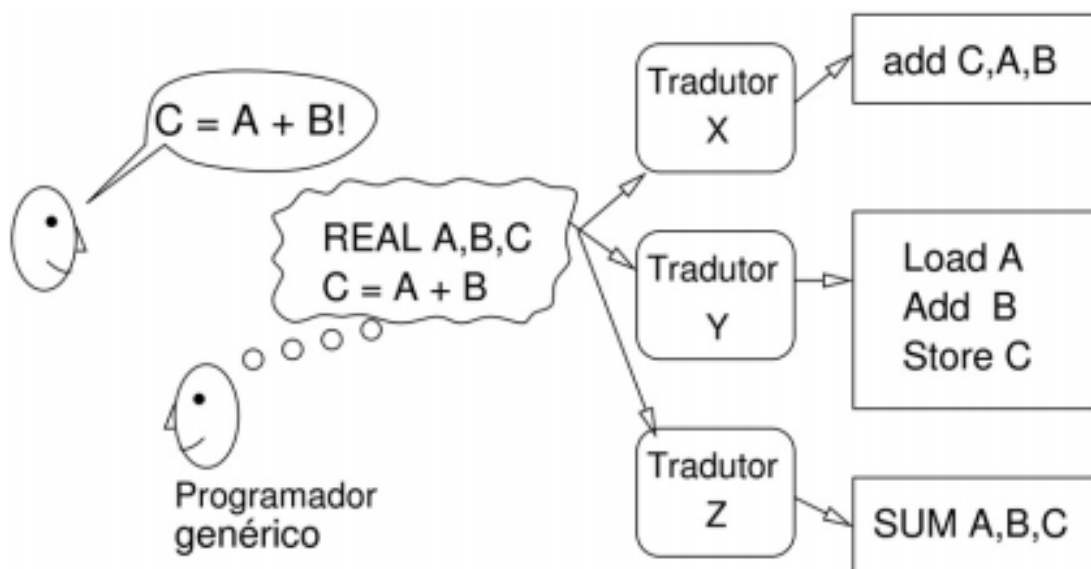 C = A + B!
REAL A,B,C
C = A + B
Programador
genérico
Tradutor
X
add C,A,B
Tradutor
Y
Load A
Add B
Store C
Tradutor
Z
SUM A,B,C